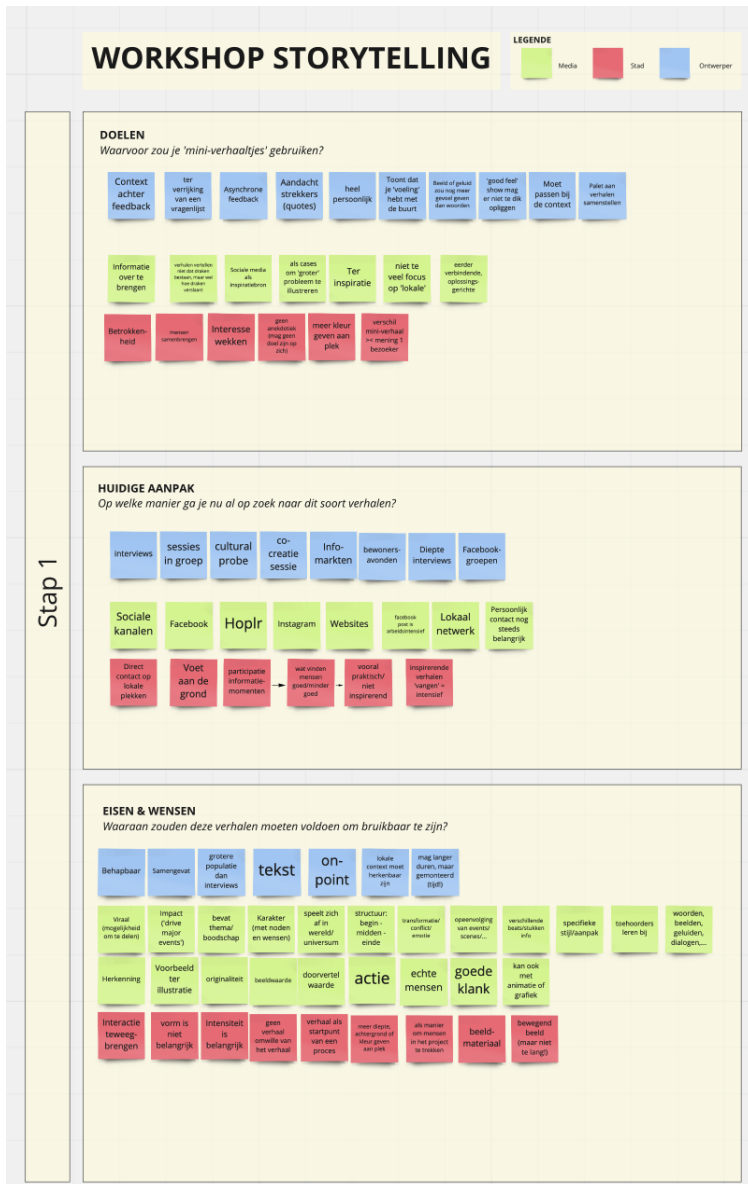 WORKSHOP STORYTELLING
LEGENDE
Media
Stad
Ontwerper
Stap 1
DOELEN
Waarvoor zou je 'mini-verhaaltjes' gebruiken?
Context
achter
feedback
ter
verrijking
van een
vragenlijst
Asynchrone
feedback
Aandacht
strekkers
(quotes)
heel
persoonlijk
Toont dat
je 'voeling'
hebt met
de buurt
Beeld of geluid
zou nog meer
gevoel geven
dan woorden
'good feel'
show mag
er niet te dik
opliggen
Moet
passen bij
de context
Palet aan
verhalen
samenstellen
Informatie
over te
brengen
verhalen vertellen
niet dat draken
bestaan, maar wel
hoe draken
verslaan!
Sociale media
als
inspiratiebron
als cases
om 'groter'
probleem te
illustreren
Ter
inspiratie
niet te
veel focus
op 'lokale'
eerder
verbindende,
oplossings-
gerichte
Betrokken-
heid
mensen
samenbrengen
Interesse
wekken
geen
anekdotiek
(mag geen
doel zijn op
zich)
meer kleur
geven aan
plek
verschil
mini-verhaal
>< mening 1
bezoeker
HUIDIGE AANPAK
Op welke manier ga je nu al op zoek naar dit soort verhalen?
interviews
sessies
in groep
cultural
probe
co-
creatie
sessie
Info-
markten
bewoners-
avonden
Diepte
interviews
Facebook-
groepen
Sociale
kanalen
Facebook
Hoplr
Instagram
Websites
facebook
post is
arbeidsintensief
Lokaal
netwerk
Persoonlijk
contact nog
steeds
belangrijk
Direct
contact op
lokale
plekken
Voet
aan de
grond
participatie
informatie-
momenten
wat vinden
mensen
goed/minder
goed
vooral
praktisch/
niet
inspirerend
inspirerende
verhalen
'vangen' =
intensief
EISEN & WENSEN
Waaraan zouden deze verhalen moeten voldoen om bruikbaar te zijn?
Behapbaar
Samengevat
grotere
populatie
dan
interviews
tekst
on-
point
lokale
context moet
herkenbaar
zijn
mag langer
duren, maar
gemonteerd
(tijd!)
Viraal
(mogelijkheid
om te delen)
Impact
('drive
major
events')
bevat
thema/
boodschap
Karakter
(met noden
en wensen)
speelt zich
af in
wereld/
universum
structuur:
begin -
midden -
einde
transformatie/
conflict/
emotie
opeenvolging
van events/
scenes/...
verschillende
beats/stukken
info
specifieke
stijl/aanpak
toehoorders
leren bij
woorden,
beelden,
geluiden,
dialogen,...
Herkenning
Voorbeeld
ter
illustratie
originaliteit
beeldwaarde
doorvertel
waarde
actie
echte
mensen
goede
klank
kan ook
met
animatie of
grafiek
Interactie
teweeg-
brengen
vorm is
niet
belangrijk
Intensiteit
is
belangrijk
geen
verhaal
omwille van
het verhaal
verhaal als
startpunt
van een
proces
meer diepte,
achtergrond of
kleur geven
aan plek
als manier
om mensen
in het project
te trekken
beeld-
materiaal
bewegend
beeld
(maar niet
te lang!)